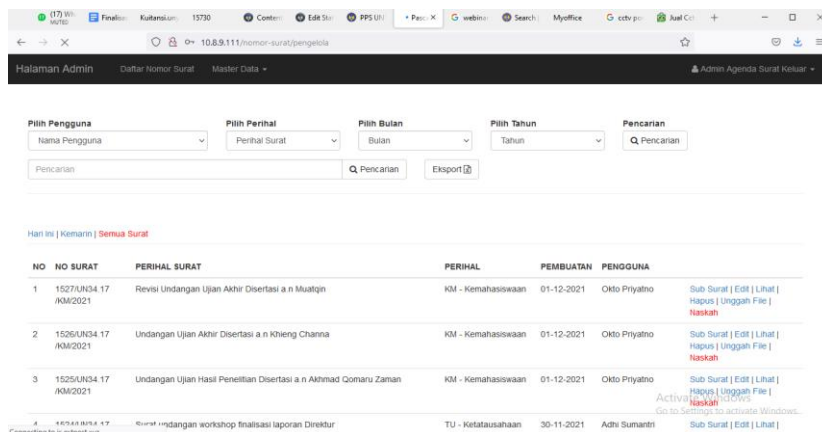 (17) Wh
MUTED
Finalisas
Kuitansi.um
15730
Content
Edit Star
PPS UN
Pasca
webina
Search
Myoffice
cctv po
Jual Cc
10.8.9.111/nomor-surat/pengelola
Halaman Admin Daftar Nomor Surat Master Data Admin Agenda Surat Keluar
Pilih Pengguna Pilih Perihal Pilih Bulan Pilih Tahun Pencarian
Nama Pengguna Perihal Surat Bulan Tahun Pencarian
Pencarian Pencarian Eksport
Hari Ini | Kemarin | Semua Surat
NO NO SURAT PERIHAL SURAT PERIHAL PEMBUATAN PENGGUNA
1 1527/UN34.17 Revisi Undangan Ujian Akhir Disertasi a.n Muatqin KM - Kemahasiswaan 01-12-2021 Okto Priyatno Sub Surat | Edit | Lihat |
/KM/2021 Hapus | Unggah File |
Naskah
2 1526/UN34.17 Undangan Ujian Akhir Disertasi a.n Khieng Channa KM - Kemahasiswaan 01-12-2021 Okto Priyatno Sub Surat | Edit | Lihat |
/KM/2021 Hapus | Unggah File |
Naskah
3 1525/UN34.17 Undangan Ujian Hasil Penelitian Disertasi a.n Akhmad Qomaru Zaman KM - Kemahasiswaan 01-12-2021 Okto Priyatno Sub Surat | Edit | Lihat |
/KM/2021 Hapus | Unggah File |
Naskah
Activate Windows
Go to Settings to activate Windows.
4 1524/UN34.17 Surat undangan workshop finalisasi laporan Direktur TU - Ketatausahaan 30-11-2021 Adhi Sumantri Sub Surat | Edit | Lihat |